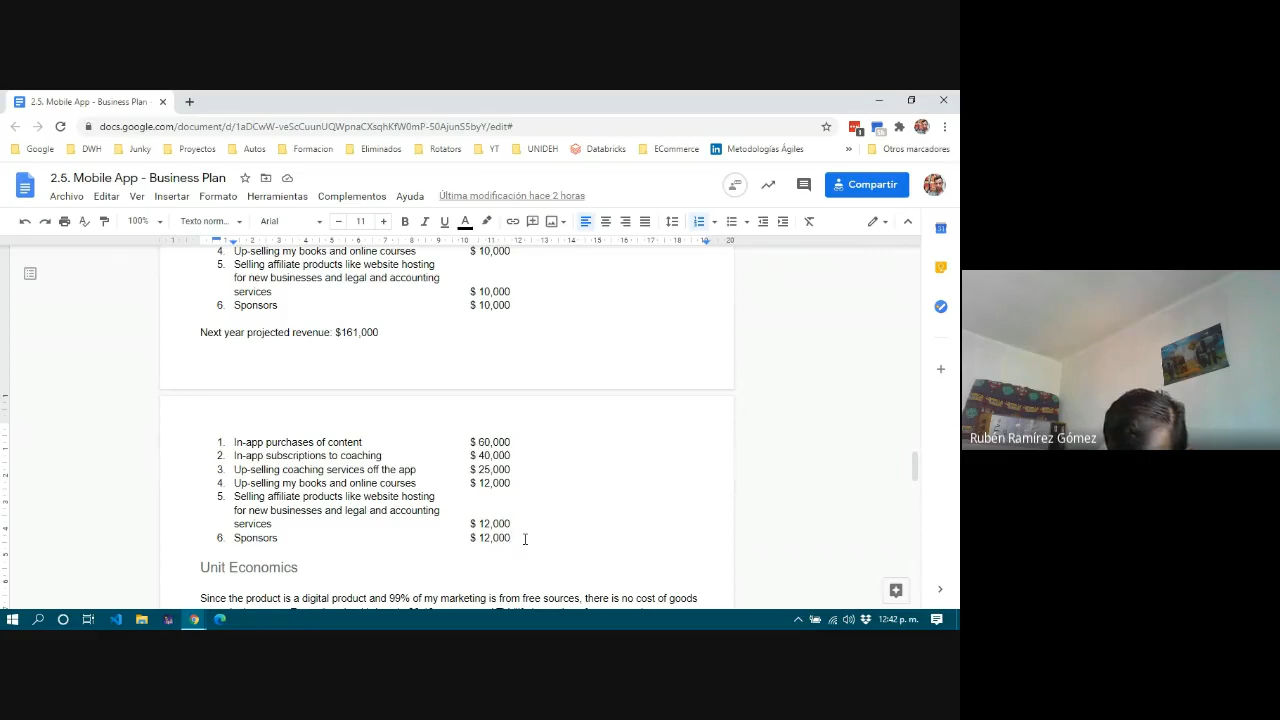 2.5. Mobile App - Business Plan -
docs.google.com/document/d/1aDCwW-veScCuunUQWpnaCXsqhKfW0mP-50AjunS5byY/edit#
Google DWH Junky Proyectos Autos Formacion Eliminados Rotators YT UNIDEH Databricks ECommerce Metodologías Ágiles » Otros marcadores
2.5. Mobile App - Business Plan
Compartir
Archivo Editar Ver Insertar Formato Herramientas Complementos Ayuda Última modificación hace 2 horas
100% Texto norm... Arial 11
4. Up-selling my books and online courses $ 10,000
5. Selling affiliate products like website hosting
for new businesses and legal and accounting
services $ 10,000
6. Sponsors $ 10,000
Next year projected revenue: $161,000
1. In-app purchases of content $ 60,000
2. In-app subscriptions to coaching $ 40,000
3. Up-selling coaching services off the app $ 25,000
4. Up-selling my books and online courses $ 12,000
5. Selling affiliate products like website hosting
for new businesses and legal and accounting
services $ 12,000
6. Sponsors $ 12,000
Unit Economics
Since the product is a digital product and 99% of my marketing is from free sources, there is no cost of goods
12:42 p. m.
Rubén Ramírez Gómez